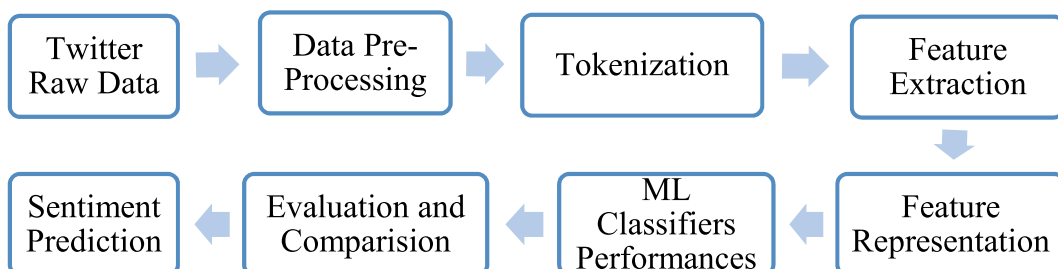 Twitter
Raw Data
Data Pre-
Processing
Tokenization
Feature
Extraction
Feature
Representation
ML
Classifiers
Performances
Evaluation and
Comparision
Sentiment
Prediction